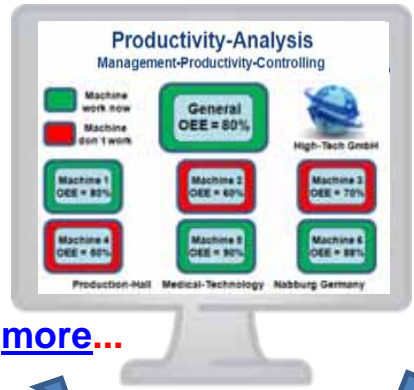 Productivity-Analysis
Management-Productivity-Controlling
Machine
work now
Machine
don´t work
General
OEE = 80%
High-Tech GmbH
Machine 1
OEE = 80%
Machine 2
OEE = 60%
Machine 3
OEE = 70%
Machine 4
OEE = 60%
Machine 5
OEE = 90%
Machine 6
OEE = 88%
Production-Hall Medical-Technology Nabburg Germany
more...